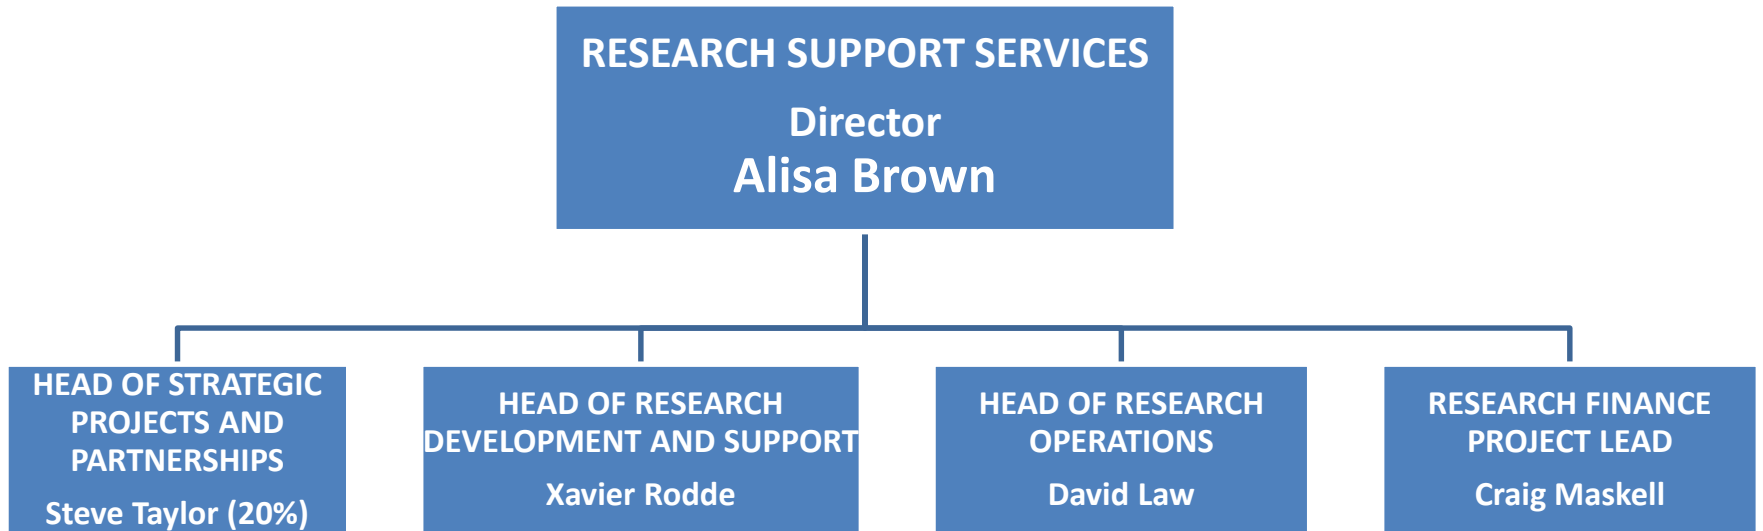 RESEARCH SUPPORT SERVICES
Director
Alisa Brown
HEAD OF STRATEGIC
PROJECTS AND
PARTNERSHIPS
Steve Taylor (20%)
HEAD OF RESEARCH
DEVELOPMENT AND SUPPORT
Xavier Rodde
HEAD OF RESEARCH
OPERATIONS
David Law
RESEARCH FINANCE
PROJECT LEAD
Craig Maskell